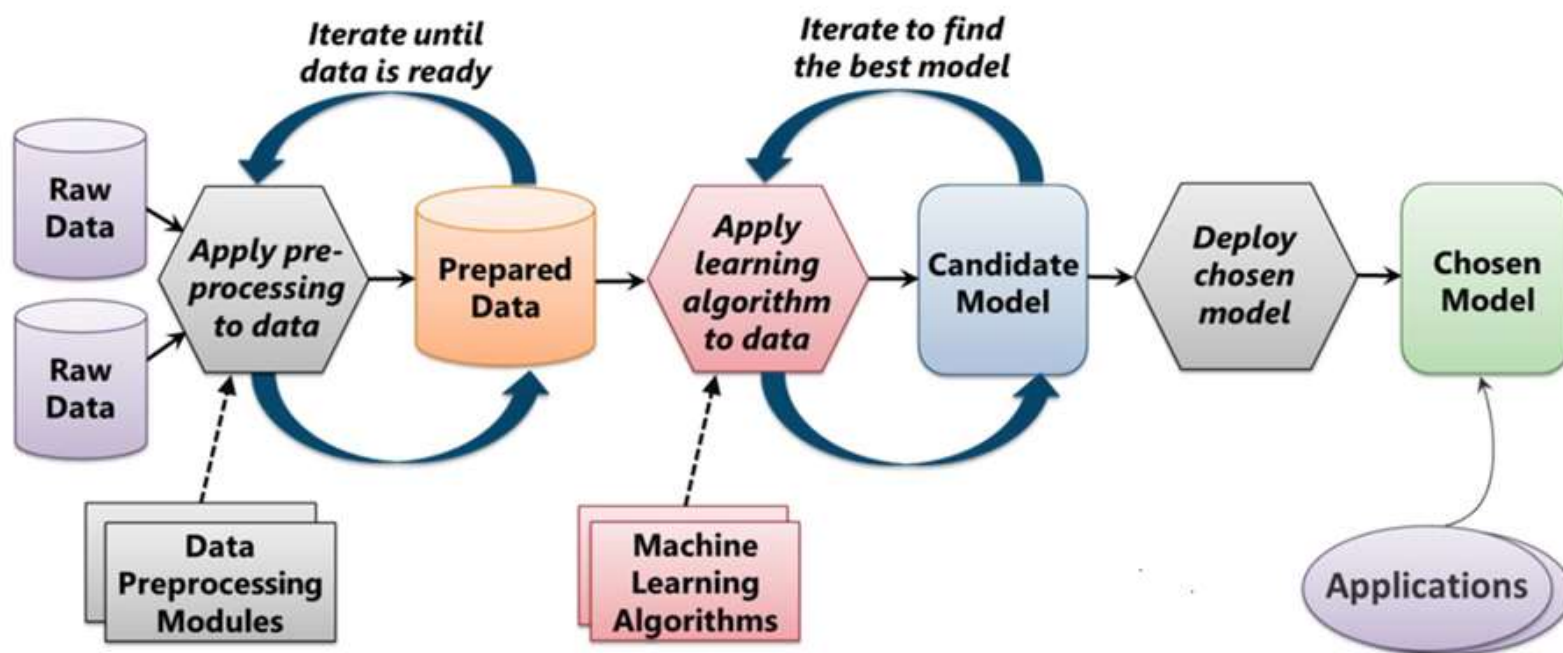 Iterate until
data is ready
Iterate to find
the best model
Raw
Data
Raw
Data
Apply pre-
processing
to data
Prepared
Data
Apply
learning
algorithm
to data
Candidate
Model
Deploy
chosen
model
Chosen
Model
Data
Preprocessing
Modules
Machine
Learning
Algorithms
Applications